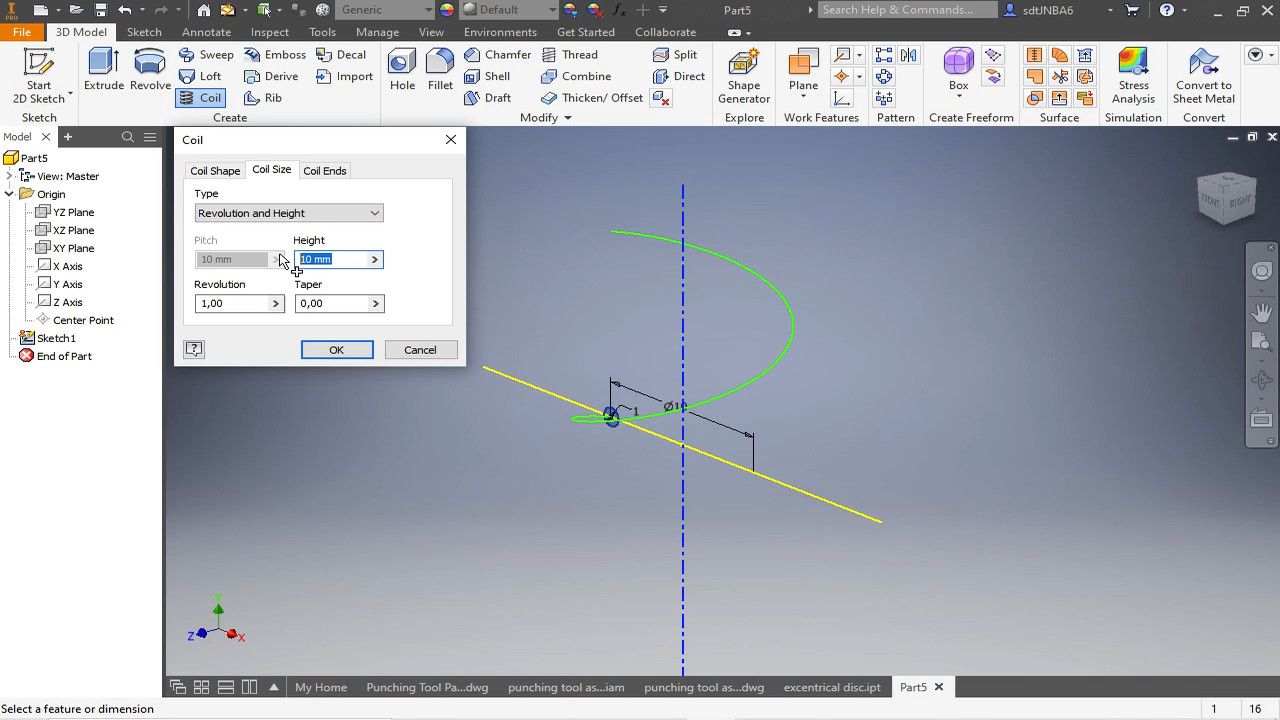 PRO
Generic
Default
Part5
Search Help & Commands...
sdtJNBA6
File
3D Model
Sketch
Annotate
Inspect
Tools
Manage
View
Environments
Get Started
Collaborate
Start
2D Sketch
Sketch
Extrude
Revolve
Sweep
Loft
Coil
Emboss
Derive
Rib
Decal
Import
Create
Hole
Fillet
Chamfer
Shell
Draft
Thread
Combine
Thicken/ Offset
Split
Direct
Modify
Shape
Generator
Explore
Plane
Work Features
Pattern
Box
Create Freeform
Surface
Stress
Analysis
Simulation
Convert to
Sheet Metal
Convert
Model
Part5
View: Master
Origin
YZ Plane
XZ Plane
XY Plane
X Axis
Y Axis
Z Axis
Center Point
Sketch1
End of Part
Coil
Coil Shape
Coil Size
Coil Ends
Type
Revolution and Height
Pitch
Height
10 mm
10 mm
Revolution
Taper
1,00
0,00
OK
Cancel
1
FRONT
RIGHT
Y
Z
X
My Home
Punching Tool Pa...dwg
punching tool as...iam
punching tool as...dwg
excentrical disc.ipt
Part5
Select a feature or dimension
1
16